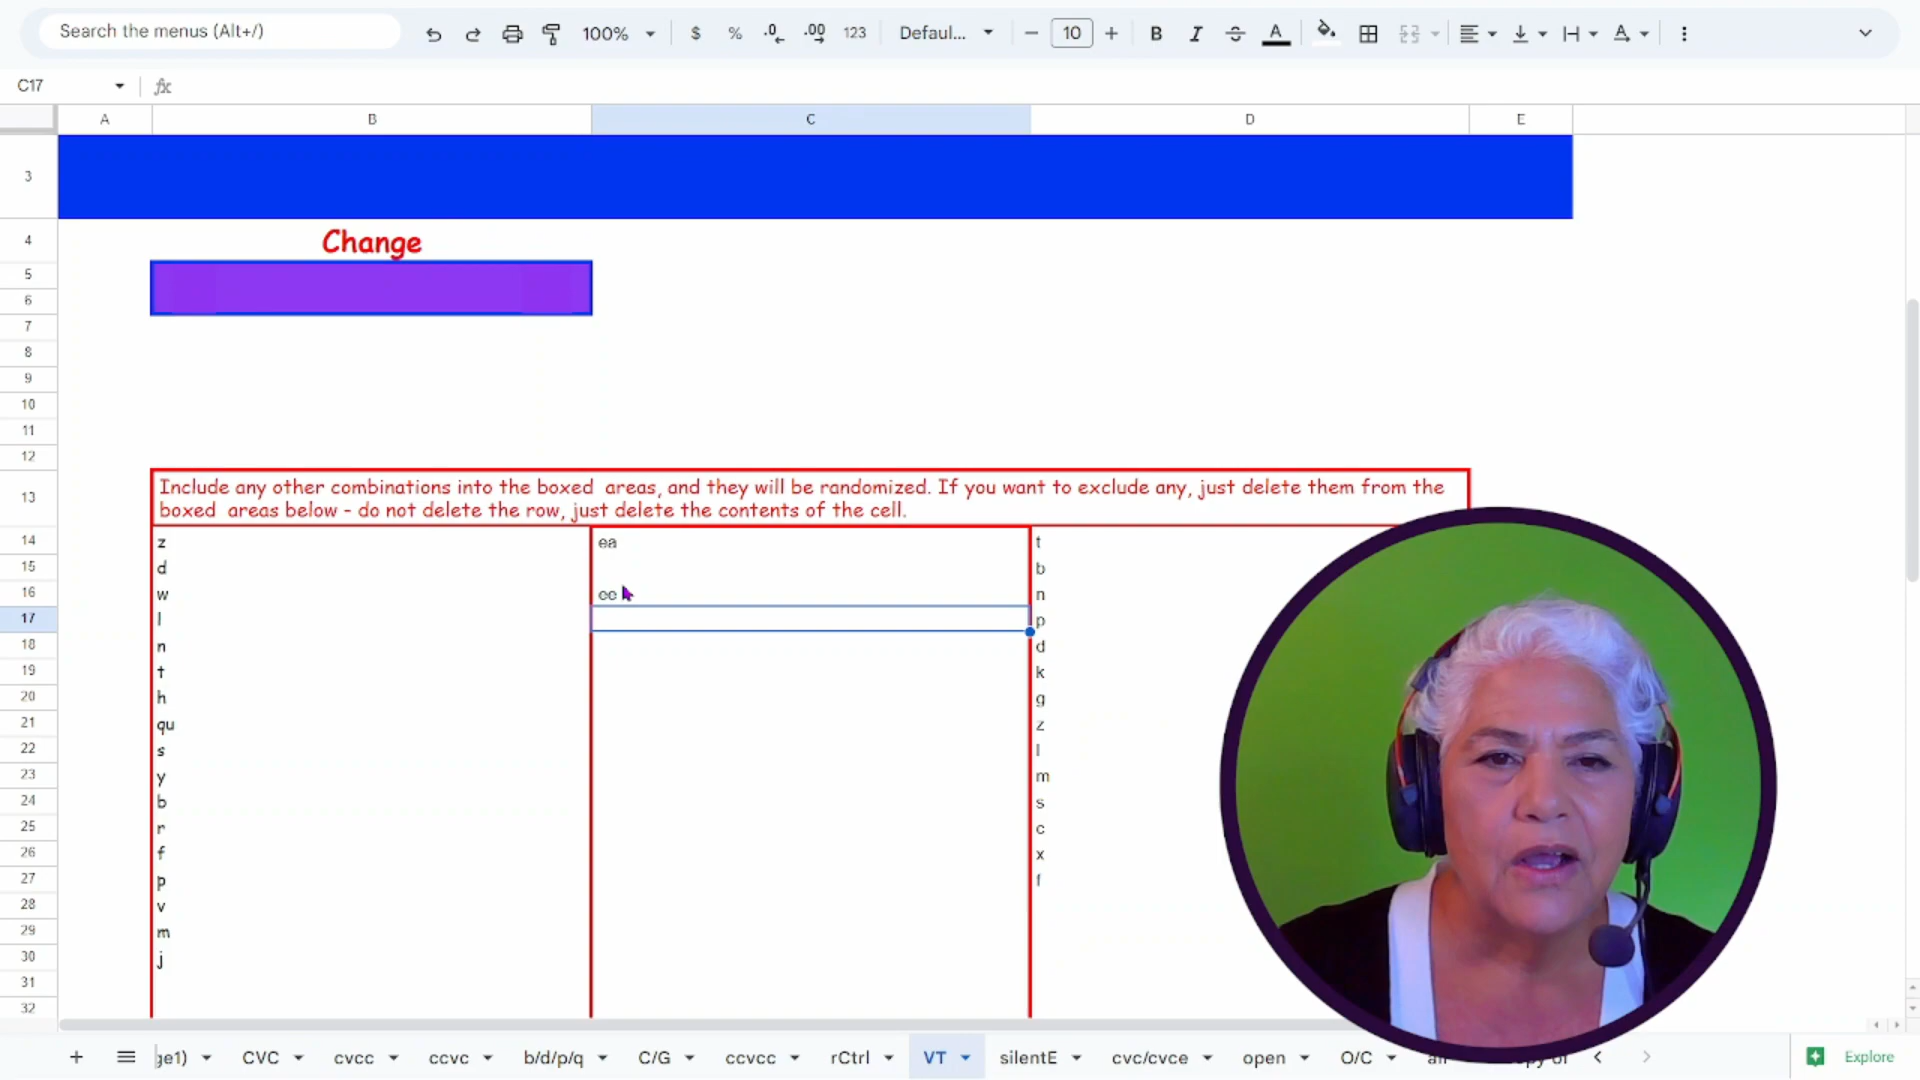 Search the menus (Alt+/)
100%
$ % .0 .00 123
Defaul...
10
B I A
C17
fx
A B C D E
3
4 Change
5
6
7
8
9
10
11
12
13 Include any other combinations into the boxed areas, and they will be randomized. If you want to exclude any, just delete them from the
boxed areas below - do not delete the row, just delete the contents of the cell.
14 z ea t
15 d b
16 w ee n
17 l p
18 n d
19 t k
20 h g
21 qu z
22 s l
23 y m
24 b s
25 r c
26 f x
27 p f
28 v
29 m
30 j
31
32
ge1) CVC cvcc ccvc b/d/p/q C/G ccvcc rCtrl VT silentE cvc/cvce open O/C Explore